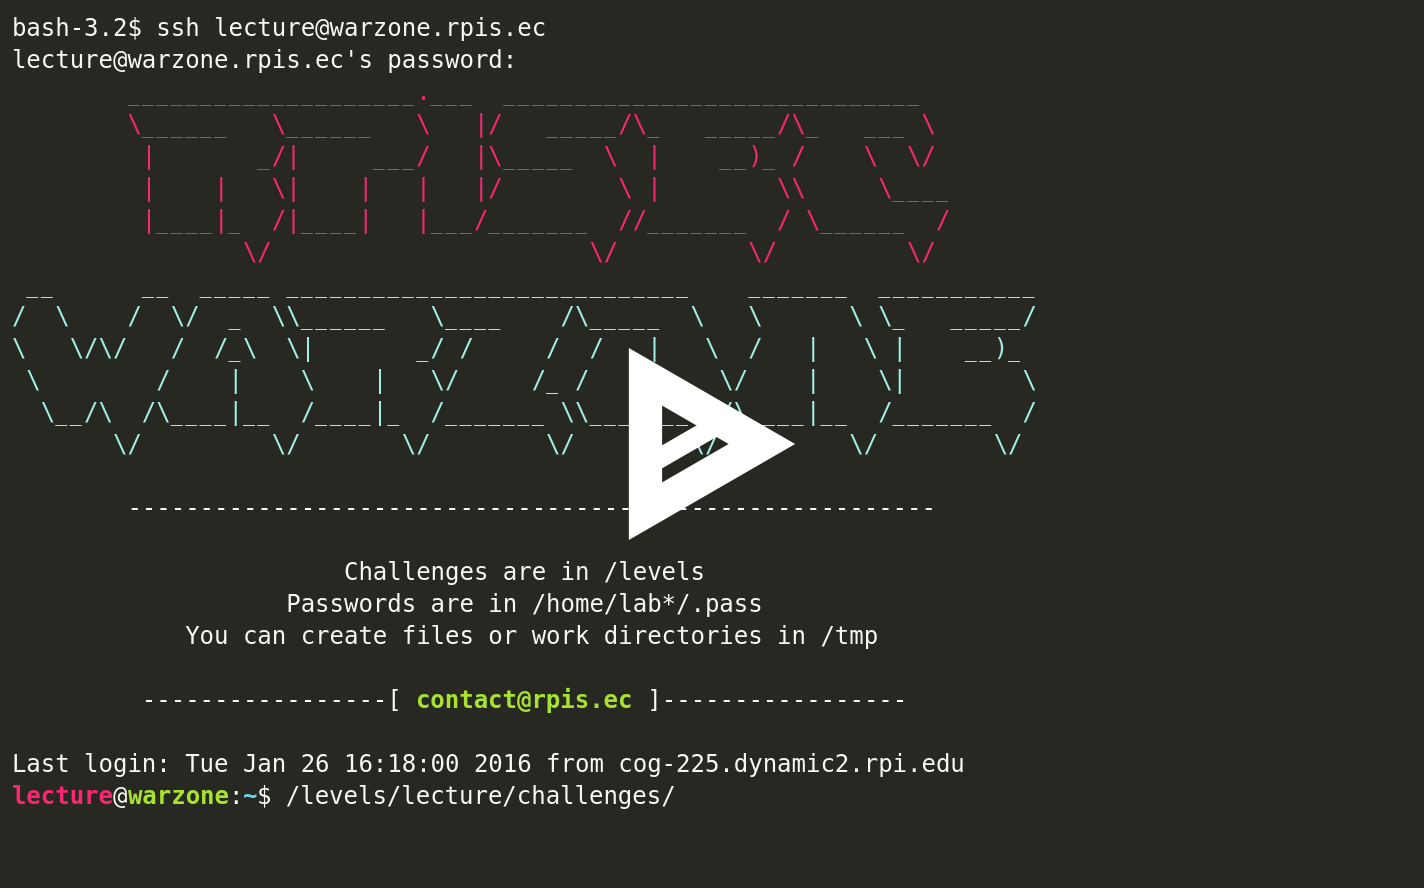 bash-3.2$ ssh lecture@warzone.rpis.ec
lecture@warzone.rpis.ec's password:
RPISEC
WARZONE
--------------------------------------------------------
Challenges are in /levels
Passwords are in /home/lab*/.pass
You can create files or work directories in /tmp
-----------------[ contact@rpis.ec ]-----------------
Last login: Tue Jan 26 16:18:00 2016 from cog-225.dynamic2.rpi.edu
lecture@warzone:~$ /levels/lecture/challenges/